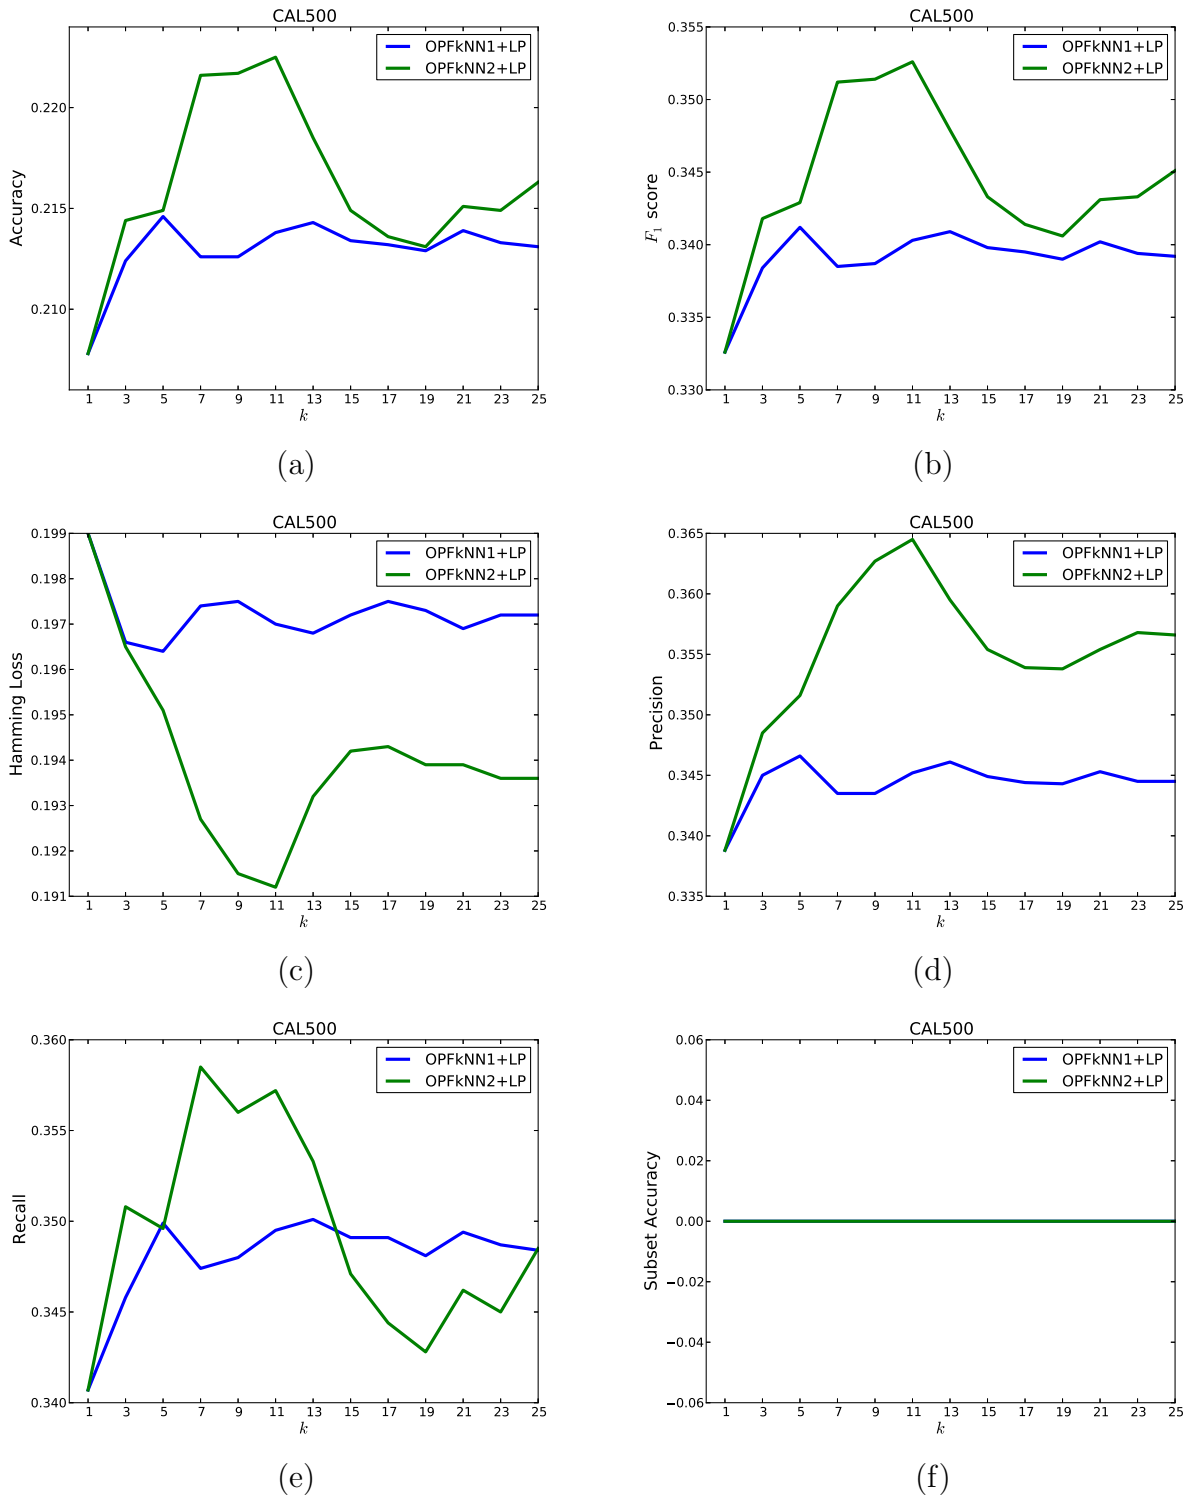 CAL500
OPFkNN1+LP
OPFkNN2+LP
0.220
0.215
0.210
Accuracy
1 3 5 7 9 11 13 15 17 19 21 23 25
k
(a)
CAL500
OPFkNN1+LP
OPFkNN2+LP
0.355
0.350
0.345
0.340
0.335
0.330
F1 score
1 3 5 7 9 11 13 15 17 19 21 23 25
k
(b)
CAL500
OPFkNN1+LP
OPFkNN2+LP
0.199
0.198
0.197
0.196
0.195
0.194
0.193
0.192
0.191
Hamming Loss
1 3 5 7 9 11 13 15 17 19 21 23 25
k
(c)
CAL500
OPFkNN1+LP
OPFkNN2+LP
0.365
0.360
0.355
0.350
0.345
0.340
0.335
Precision
1 3 5 7 9 11 13 15 17 19 21 23 25
k
(d)
CAL500
OPFkNN1+LP
OPFkNN2+LP
0.360
0.355
0.350
0.345
0.340
Recall
1 3 5 7 9 11 13 15 17 19 21 23 25
k
(e)
CAL500
OPFkNN1+LP
OPFkNN2+LP
0.06
0.04
0.02
0.00
−0.02
−0.04
−0.06
Subset Accuracy
1 3 5 7 9 11 13 15 17 19 21 23 25
k
(f)